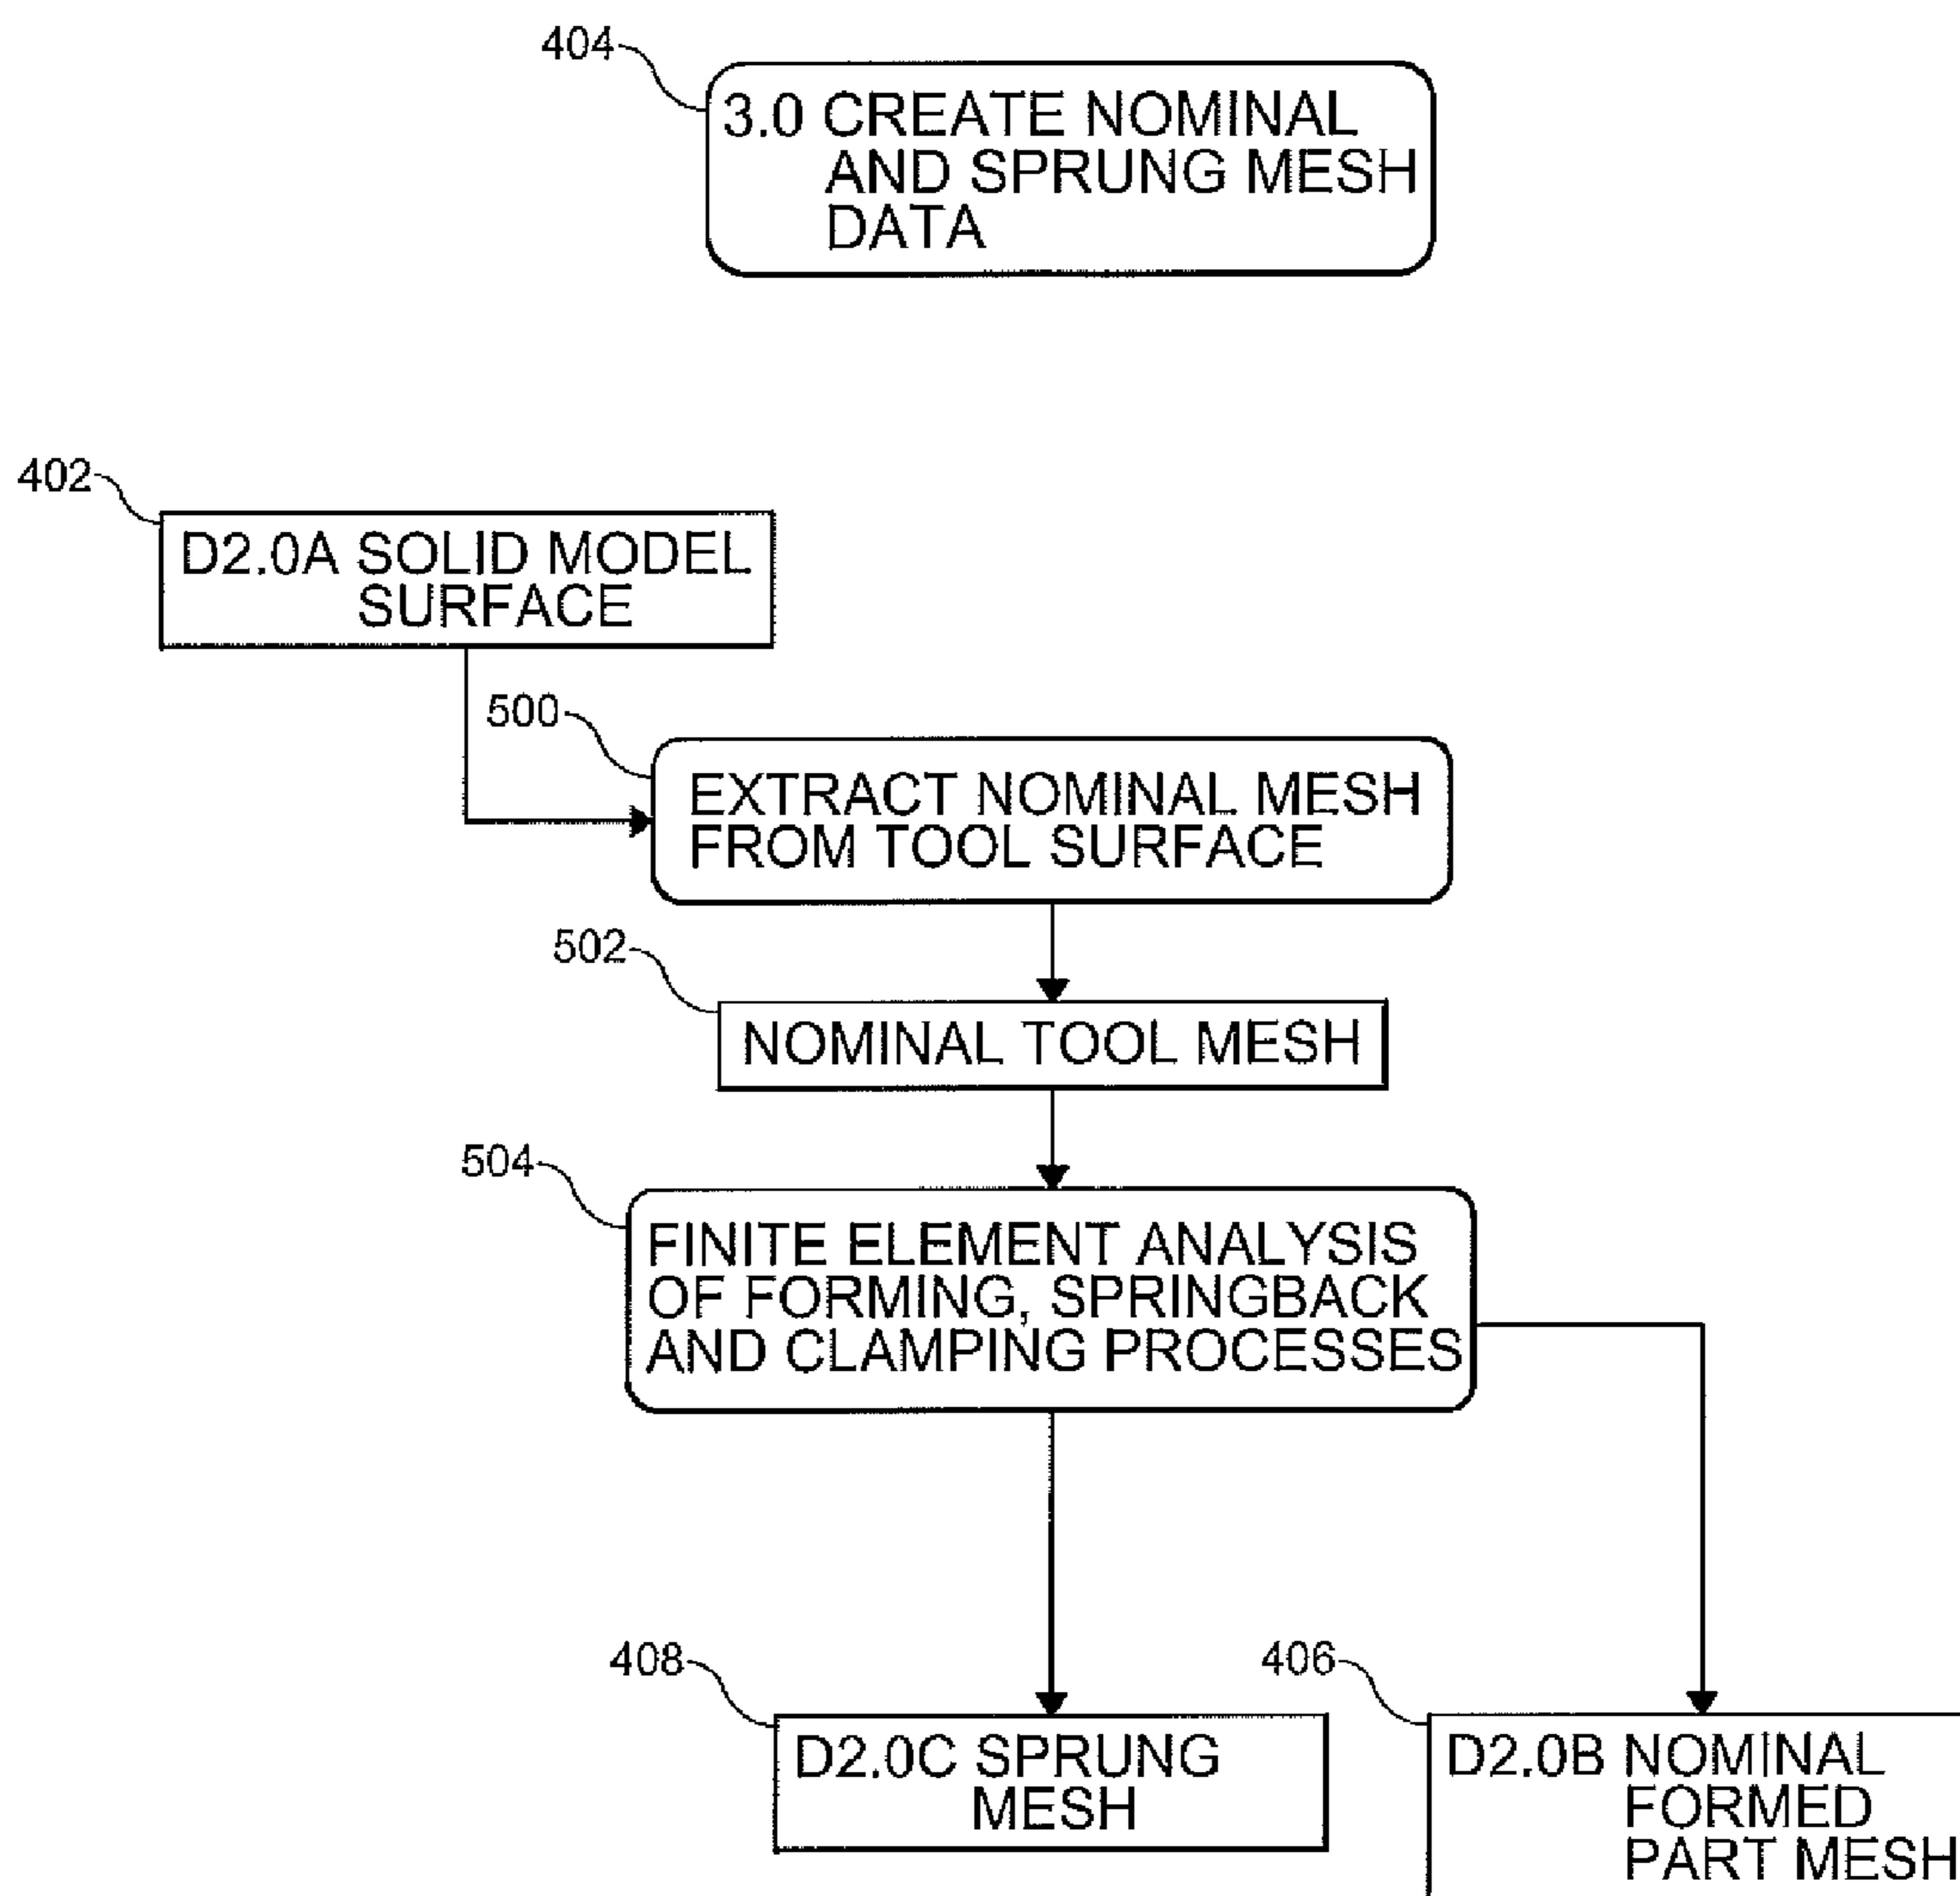 404
3.0 CREATE NOMINAL
AND SPRUNG MESH
DATA
402
D2.0A SOLID MODEL
SURFACE
500
EXTRACT NOMINAL MESH
FROM TOOL SURFACE
502
NOMINAL TOOL MESH
504
FINITE ELEMENT ANALYSIS
OF FORMING, SPRINGBACK
AND CLAMPING PROCESSES
408
D2.0C SPRUNG
MESH
406
D2.0B NOMINAL
FORMED
PART MESH